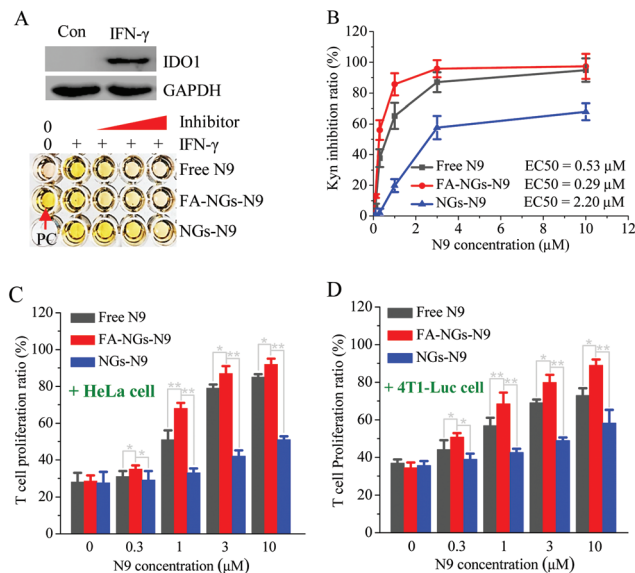 A
Con IFN-γ
IDO1
GAPDH
0 Inhibitor
0 + + + + IFN-γ
Free N9
FA-NGs-N9
PC
NGs-N9
B
Kyn inhibition ratio (%)
140
120
100
80
60
40
20
0
Free N9 EC50 = 0.53 µM
FA-NGs-N9 EC50 = 0.29 µM
NGs-N9 EC50 = 2.20 µM
0 2 4 6 8 10 12
N9 concentration (µM)
C
T cell proliferation ratio (%)
120
100
80
60
40
20
0
Free N9
FA-NGs-N9
NGs-N9
+ HeLa cell
* * ** ** * ** * **
0 0.3 1 3 10
N9 concentration (µM)
D
T cell Proliferation ratio (%)
120
100
80
60
40
20
0
Free N9
FA-NGs-N9
NGs-N9
+ 4T1-Luc cell
* * ** ** * ** * **
0 0.3 1 3 10
N9 concentration (µM)